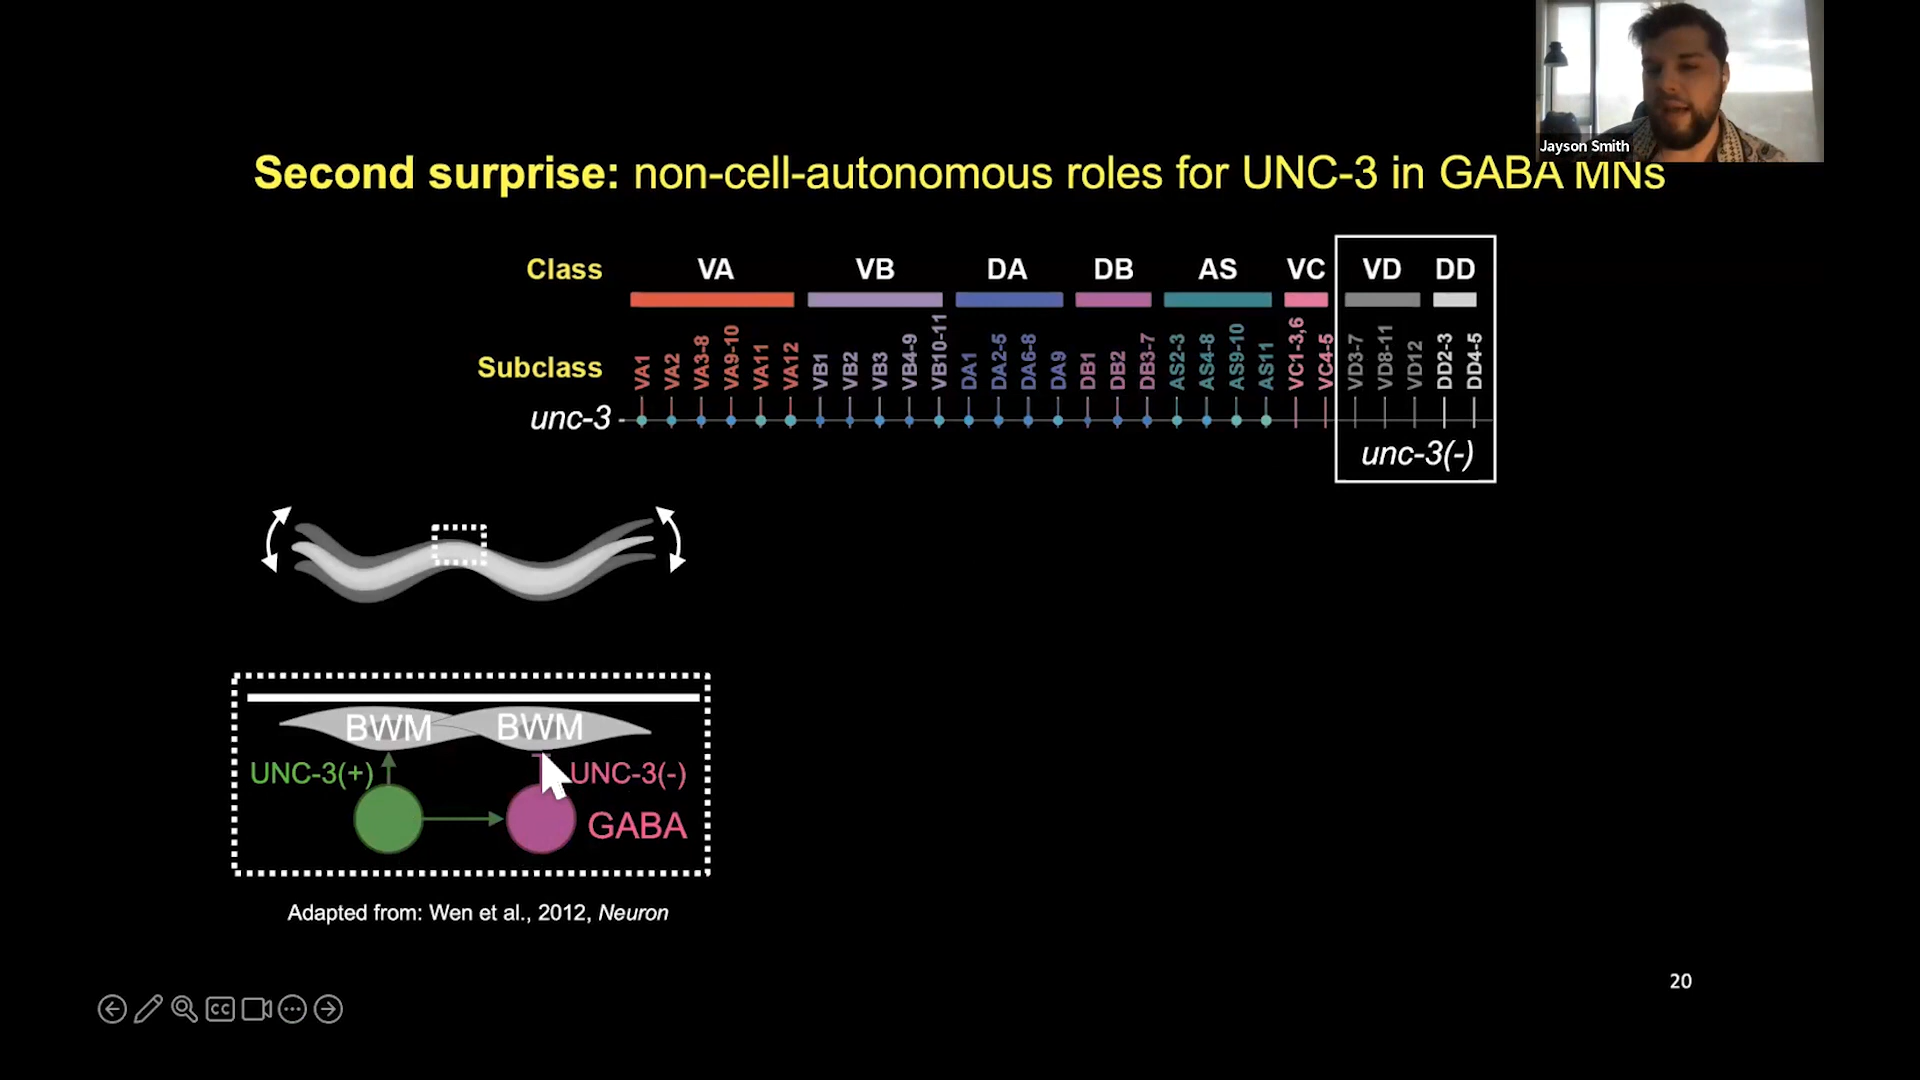 Jayson Smith
Second surprise: non-cell-autonomous roles for UNC-3 in GABA MNs
Class VA VB DA DB AS VC VD DD
Subclass VA1 VA2 VA3-8 VA9-10 VA11 VA12 VB1 VB2 VB3 VB4-9 VB10-11 DA1 DA2-5 DA6-8 DA9 DB1 DB2 DB3-7 AS2-3 AS4-8 AS9-10 AS11 VC1-3,6 VC4-5 VD3-7 VD8-11 VD12 DD2-3 DD4-5
unc-3
unc-3(-)
BWM BWM
UNC-3(+) UNC-3(-)
GABA
Adapted from: Wen et al., 2012, Neuron
20
CC